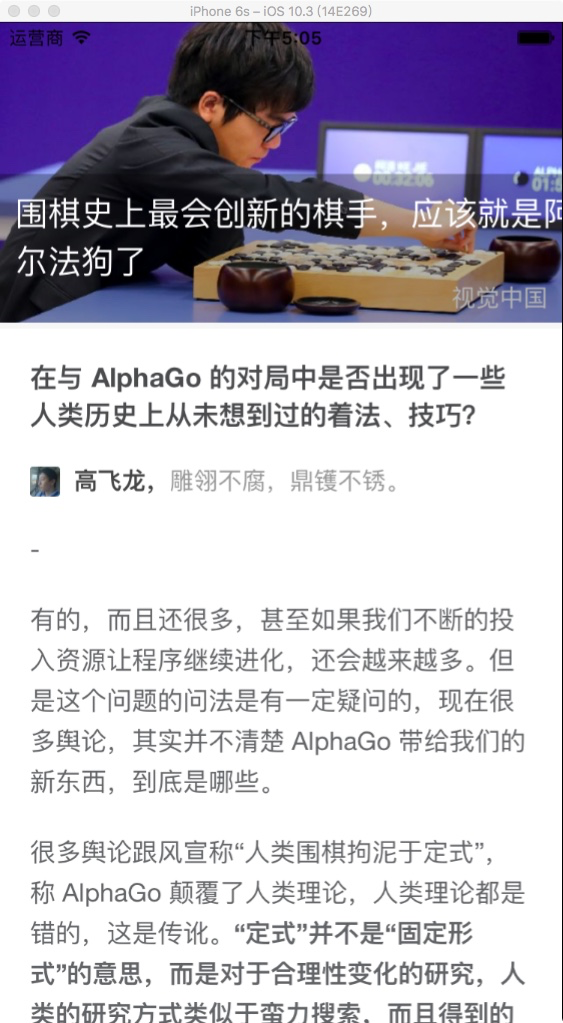 iPhone 6s – iOS 10.3 (14E269)
运营商
下午5:05
00:32:06
围棋史上最会创新的棋手，应该就是阿
尔法狗了
视觉中国
在与 AlphaGo 的对局中是否出现了一些
人类历史上从未想到过的着法、技巧？
高飞龙，雕翎不腐，鼎镬不锈。
-
有的，而且还很多，甚至如果我们不断的投
入资源让程序继续进化，还会越来越多。但
是这个问题的问法是有一定疑问的，现在很
多舆论，其实并不清楚 AlphaGo 带给我们的
新东西，到底是哪些。
很多舆论跟风宣称“人类围棋拘泥于定式”，
称 AlphaGo 颠覆了人类理论，人类理论都是
错的，这是传讹。“定式”并不是“固定形
式”的意思，而是对于合理性变化的研究，人
类的研究方式类似于蛮力搜索，而且得到的